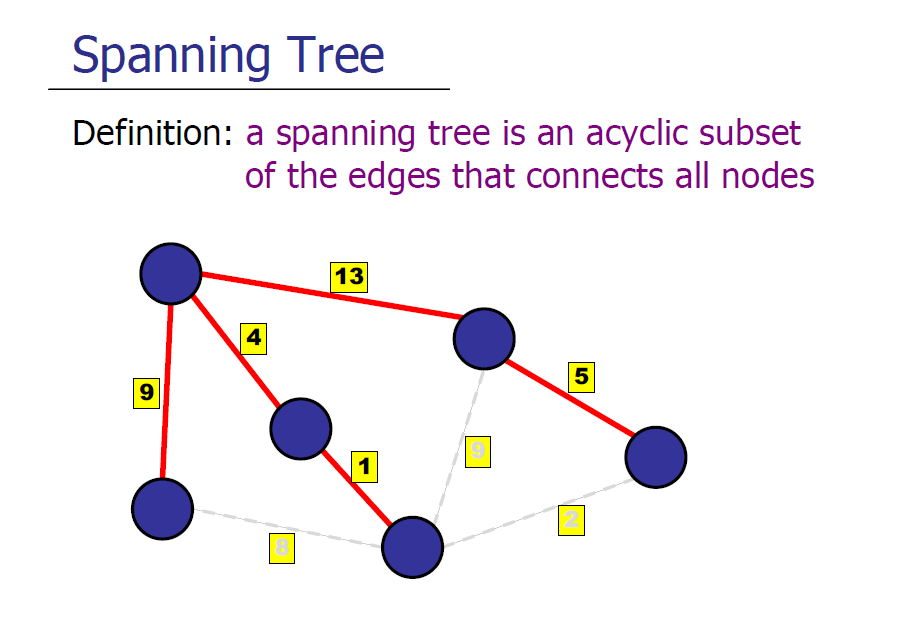 Spanning Tree
Definition: a spanning tree is an acyclic subset
of the edges that connects all nodes
13
4
5
9
1
9
2
8